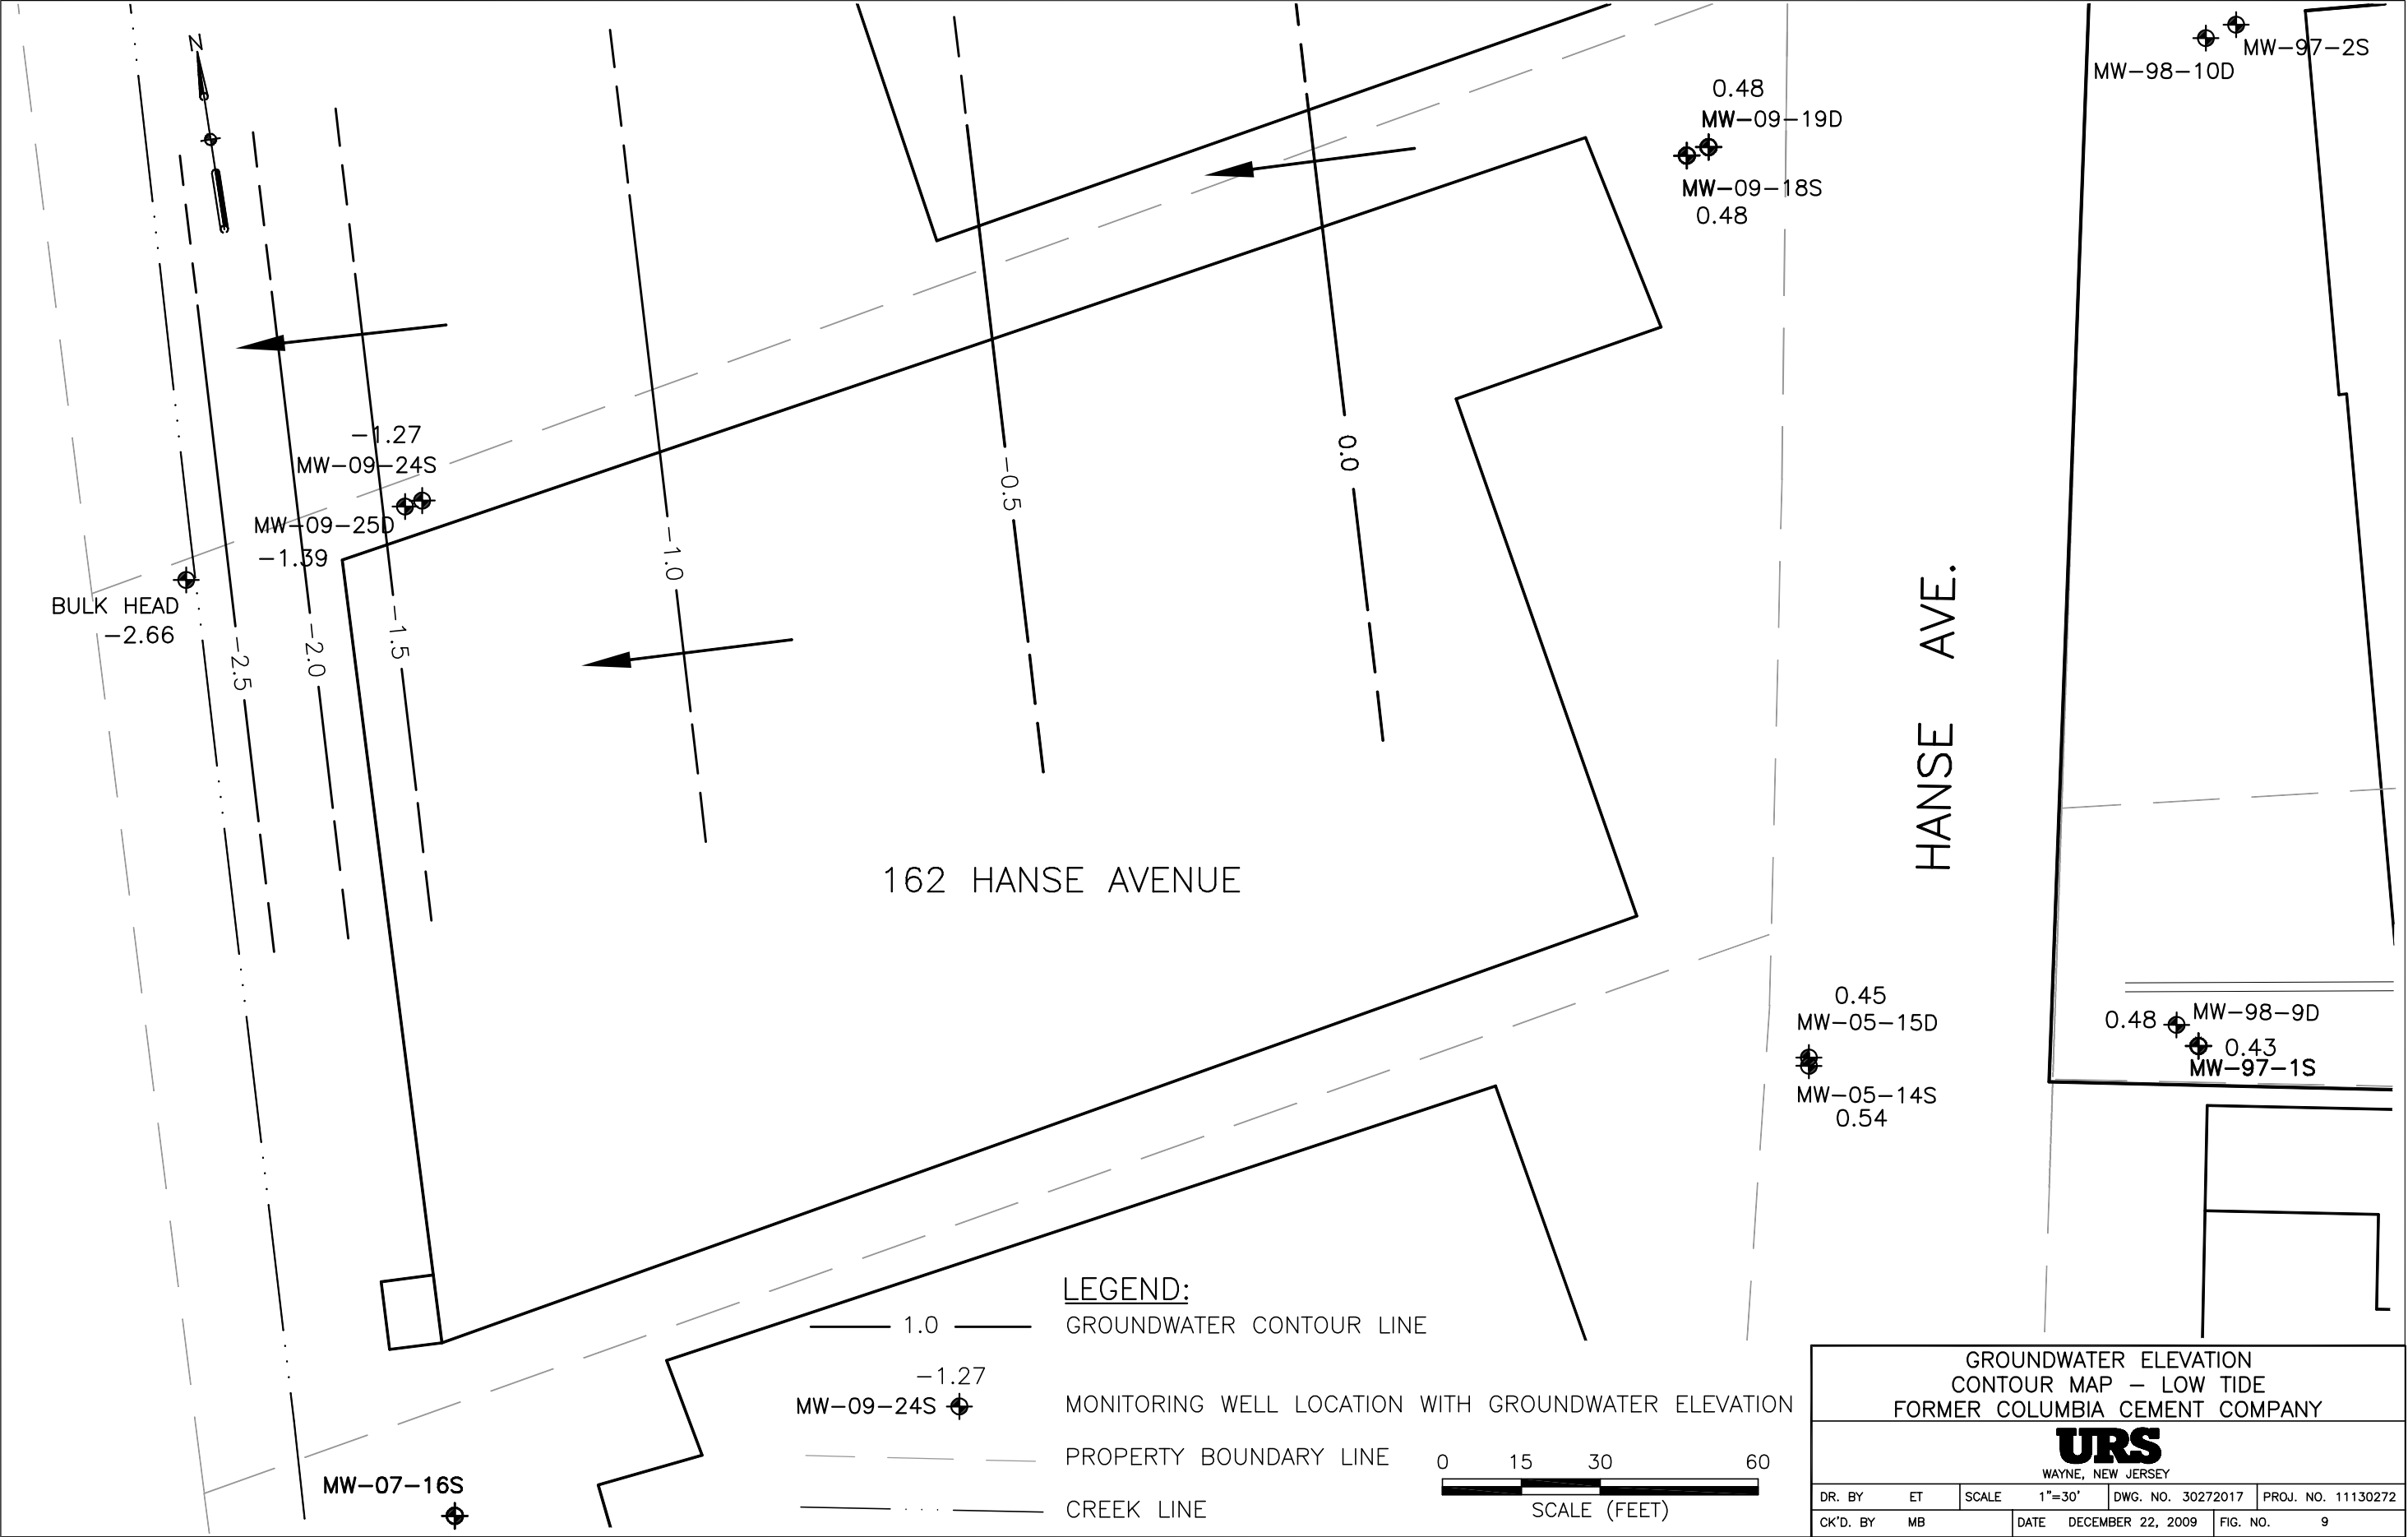 N
MW-97-2S
MW-98-10D
0.48
MW-09-19D
MW-09-18S
0.48
-1.27
MW-09-24S
MW-09-25D
-1.39
BULK HEAD
-2.66
-2.5
-2.0
-1.5
-1.0
-0.5
0.0
HANSE AVE.
162 HANSE AVENUE
0.45
MW-05-15D
MW-05-14S
0.54
0.48
MW-98-9D
0.43
MW-97-1S
MW-07-16S
LEGEND:
1.0 GROUNDWATER CONTOUR LINE
-1.27
MW-09-24S MONITORING WELL LOCATION WITH GROUNDWATER ELEVATION
PROPERTY BOUNDARY LINE
CREEK LINE
0 15 30 60
SCALE (FEET)
GROUNDWATER ELEVATION
CONTOUR MAP - LOW TIDE
FORMER COLUMBIA CEMENT COMPANY
URS
WAYNE, NEW JERSEY
DR. BY ET SCALE 1"=30' DWG. NO. 30272017 PROJ. NO. 11130272
CK'D. BY MB DATE DECEMBER 22, 2009 FIG. NO. 9